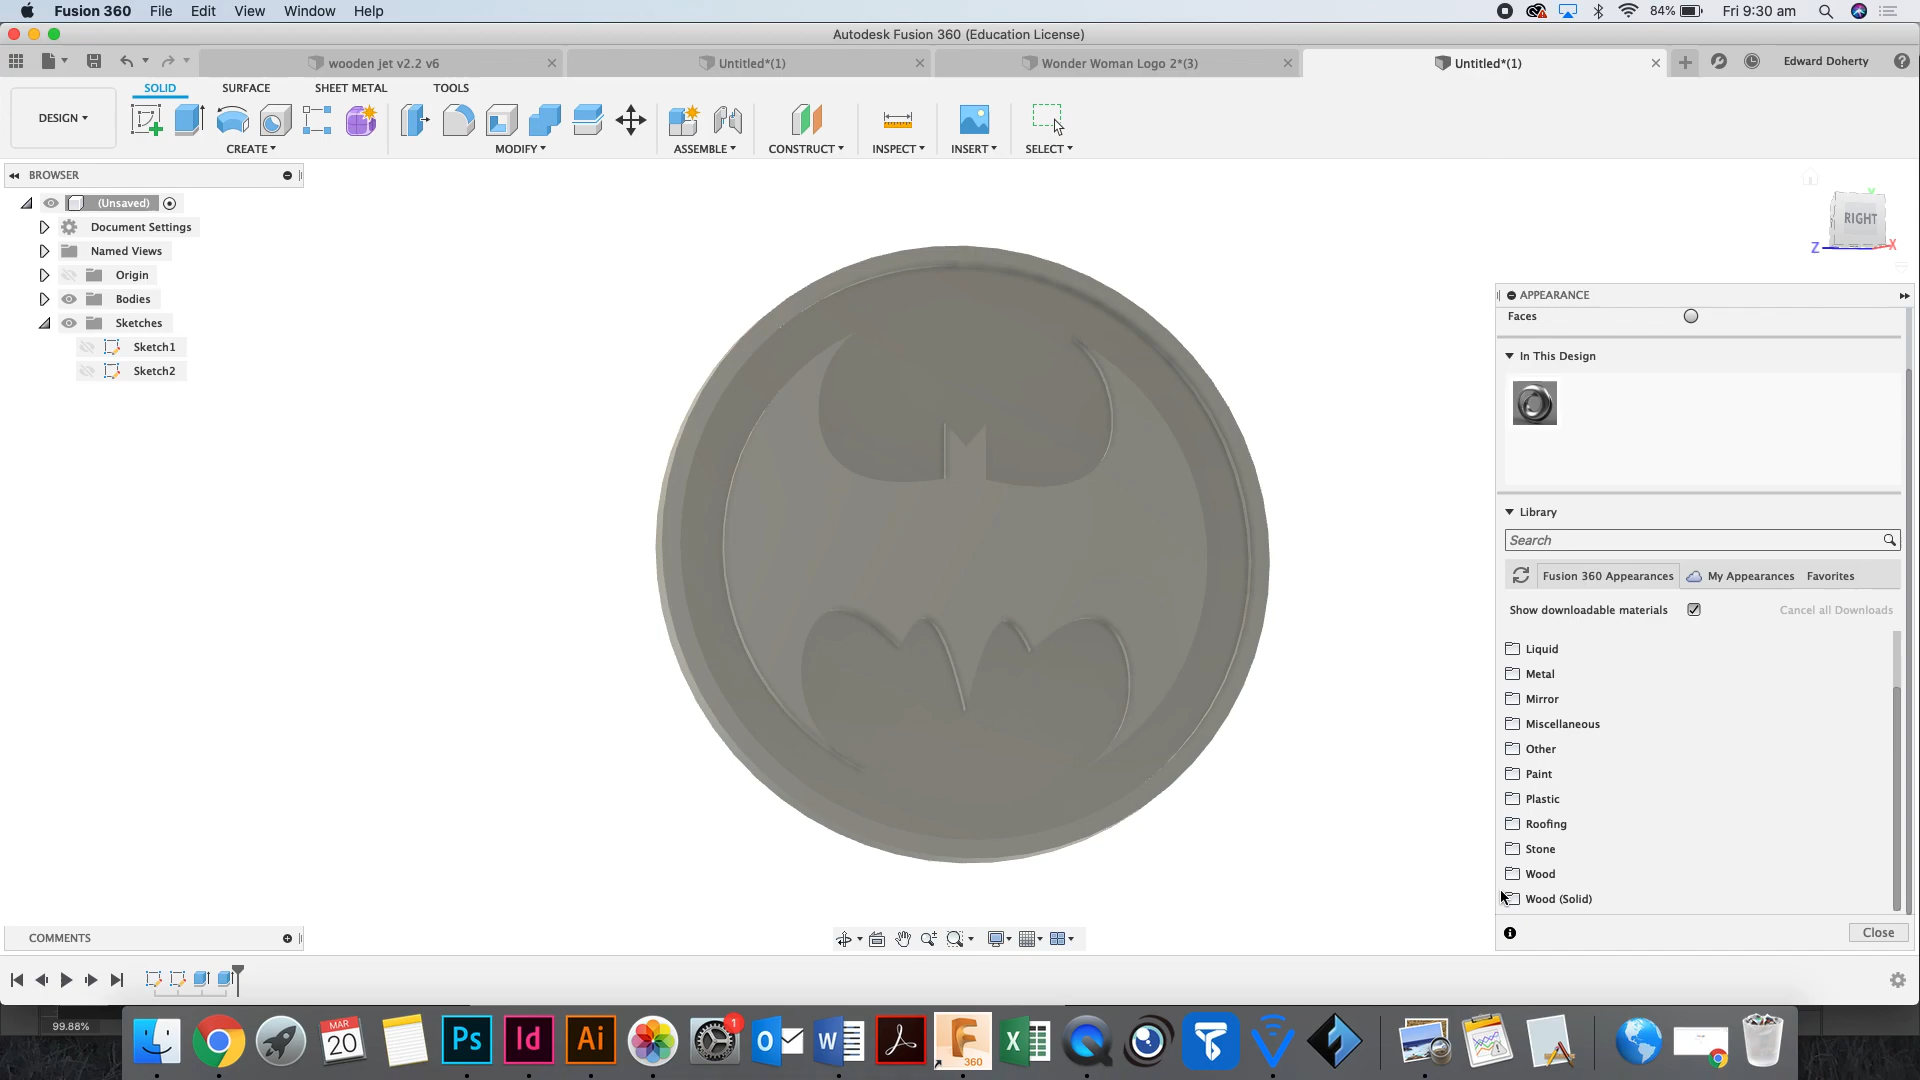 Fusion 360 File Edit View Window Help 84% Fri 9:30 am
Autodesk Fusion 360 (Education License)
wooden jet v2.2 v6 Untitled*(1) Wonder Woman Logo 2*(3) Untitled*(1) Edward Doherty
SOLID SURFACE SHEET METAL TOOLS
DESIGN
CREATE MODIFY ASSEMBLE CONSTRUCT INSPECT INSERT SELECT
BROWSER
(Unsaved)
Document Settings
Named Views
Origin
Bodies
Sketches
Sketch1
Sketch2
RIGHT
Y
Z
X
APPEARANCE
Faces
In This Design
Library
Search
Fusion 360 Appearances My Appearances Favorites
Show downloadable materials Cancel all Downloads
Liquid
Metal
Mirror
Miscellaneous
Other
Paint
Plastic
Roofing
Stone
Wood
Wood (Solid)
Close
COMMENTS
99.88%
MAR
20
Ps
Id
Ai
1
360